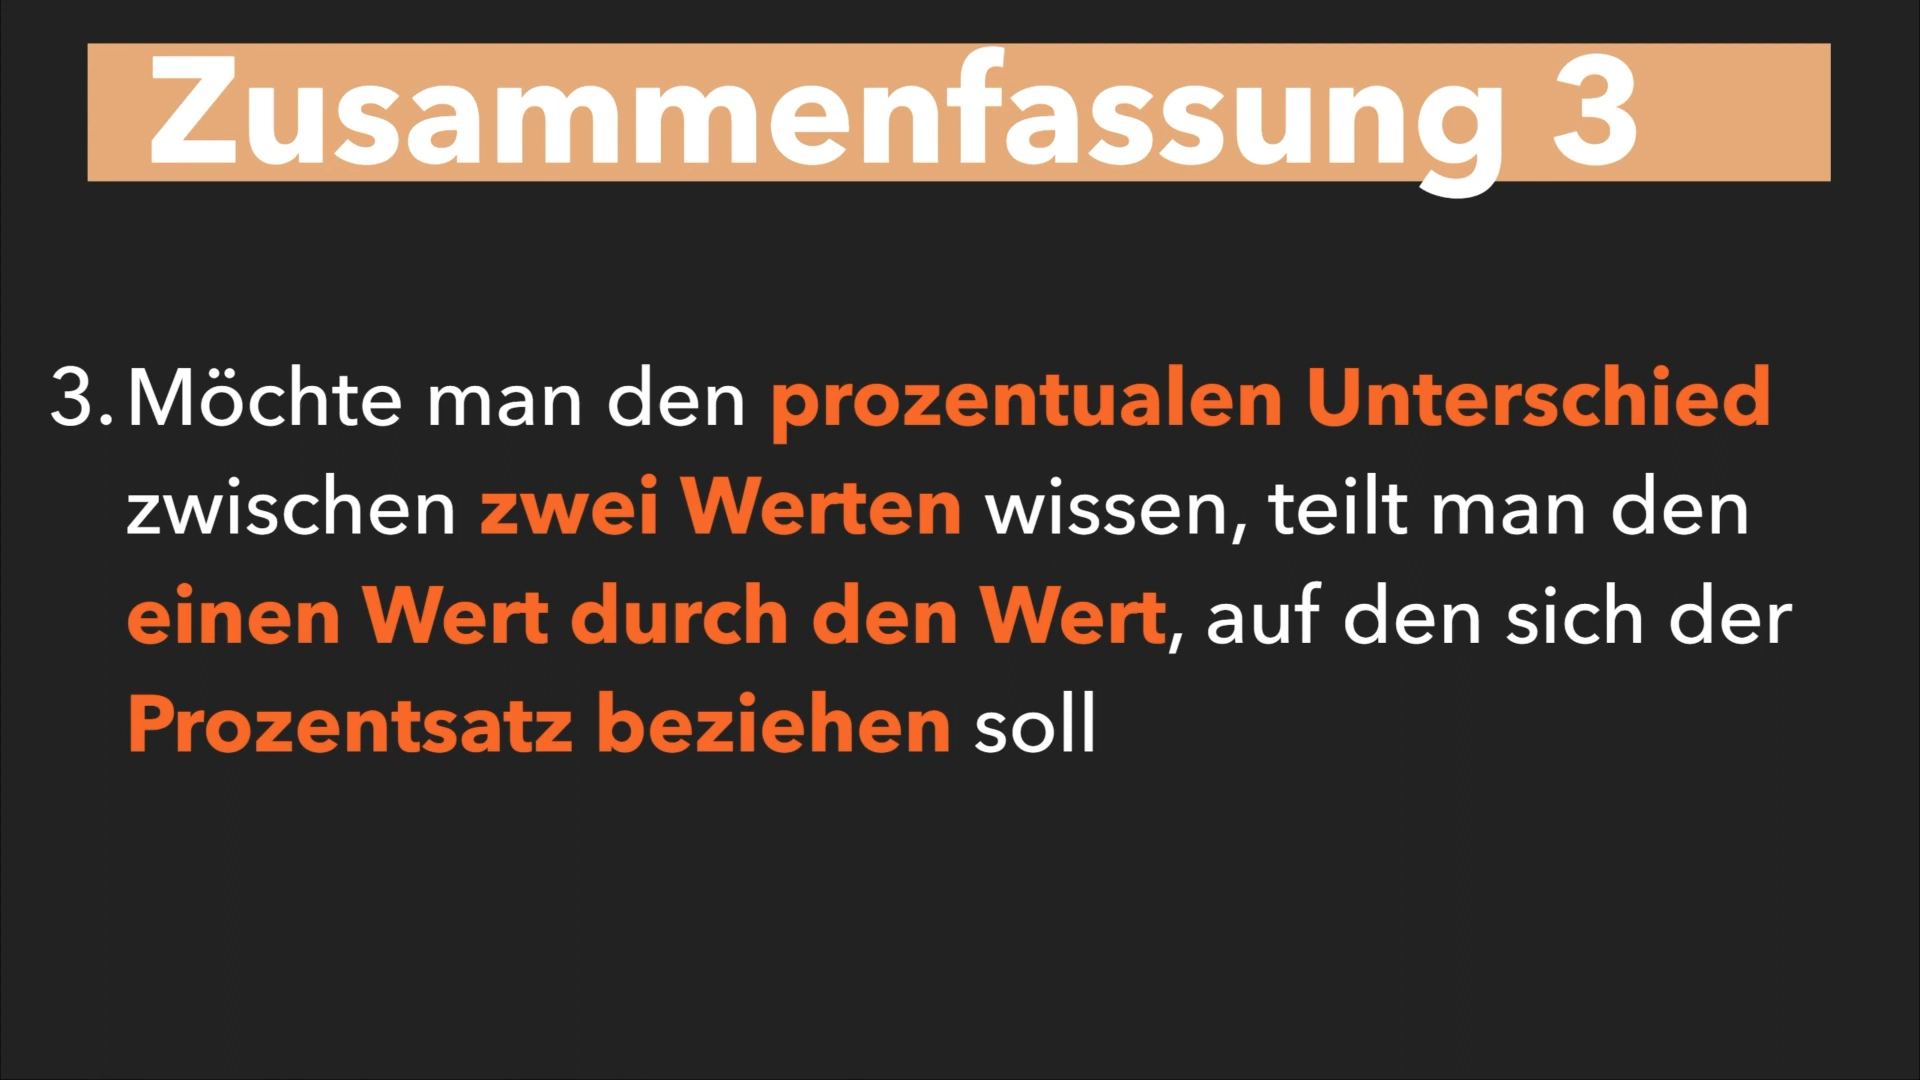 Zusammenfassung 3
3. Möchte man den prozentualen Unterschied
zwischen zwei Werten wissen, teilt man den
einen Wert durch den Wert, auf den sich der
Prozentsatz beziehen soll